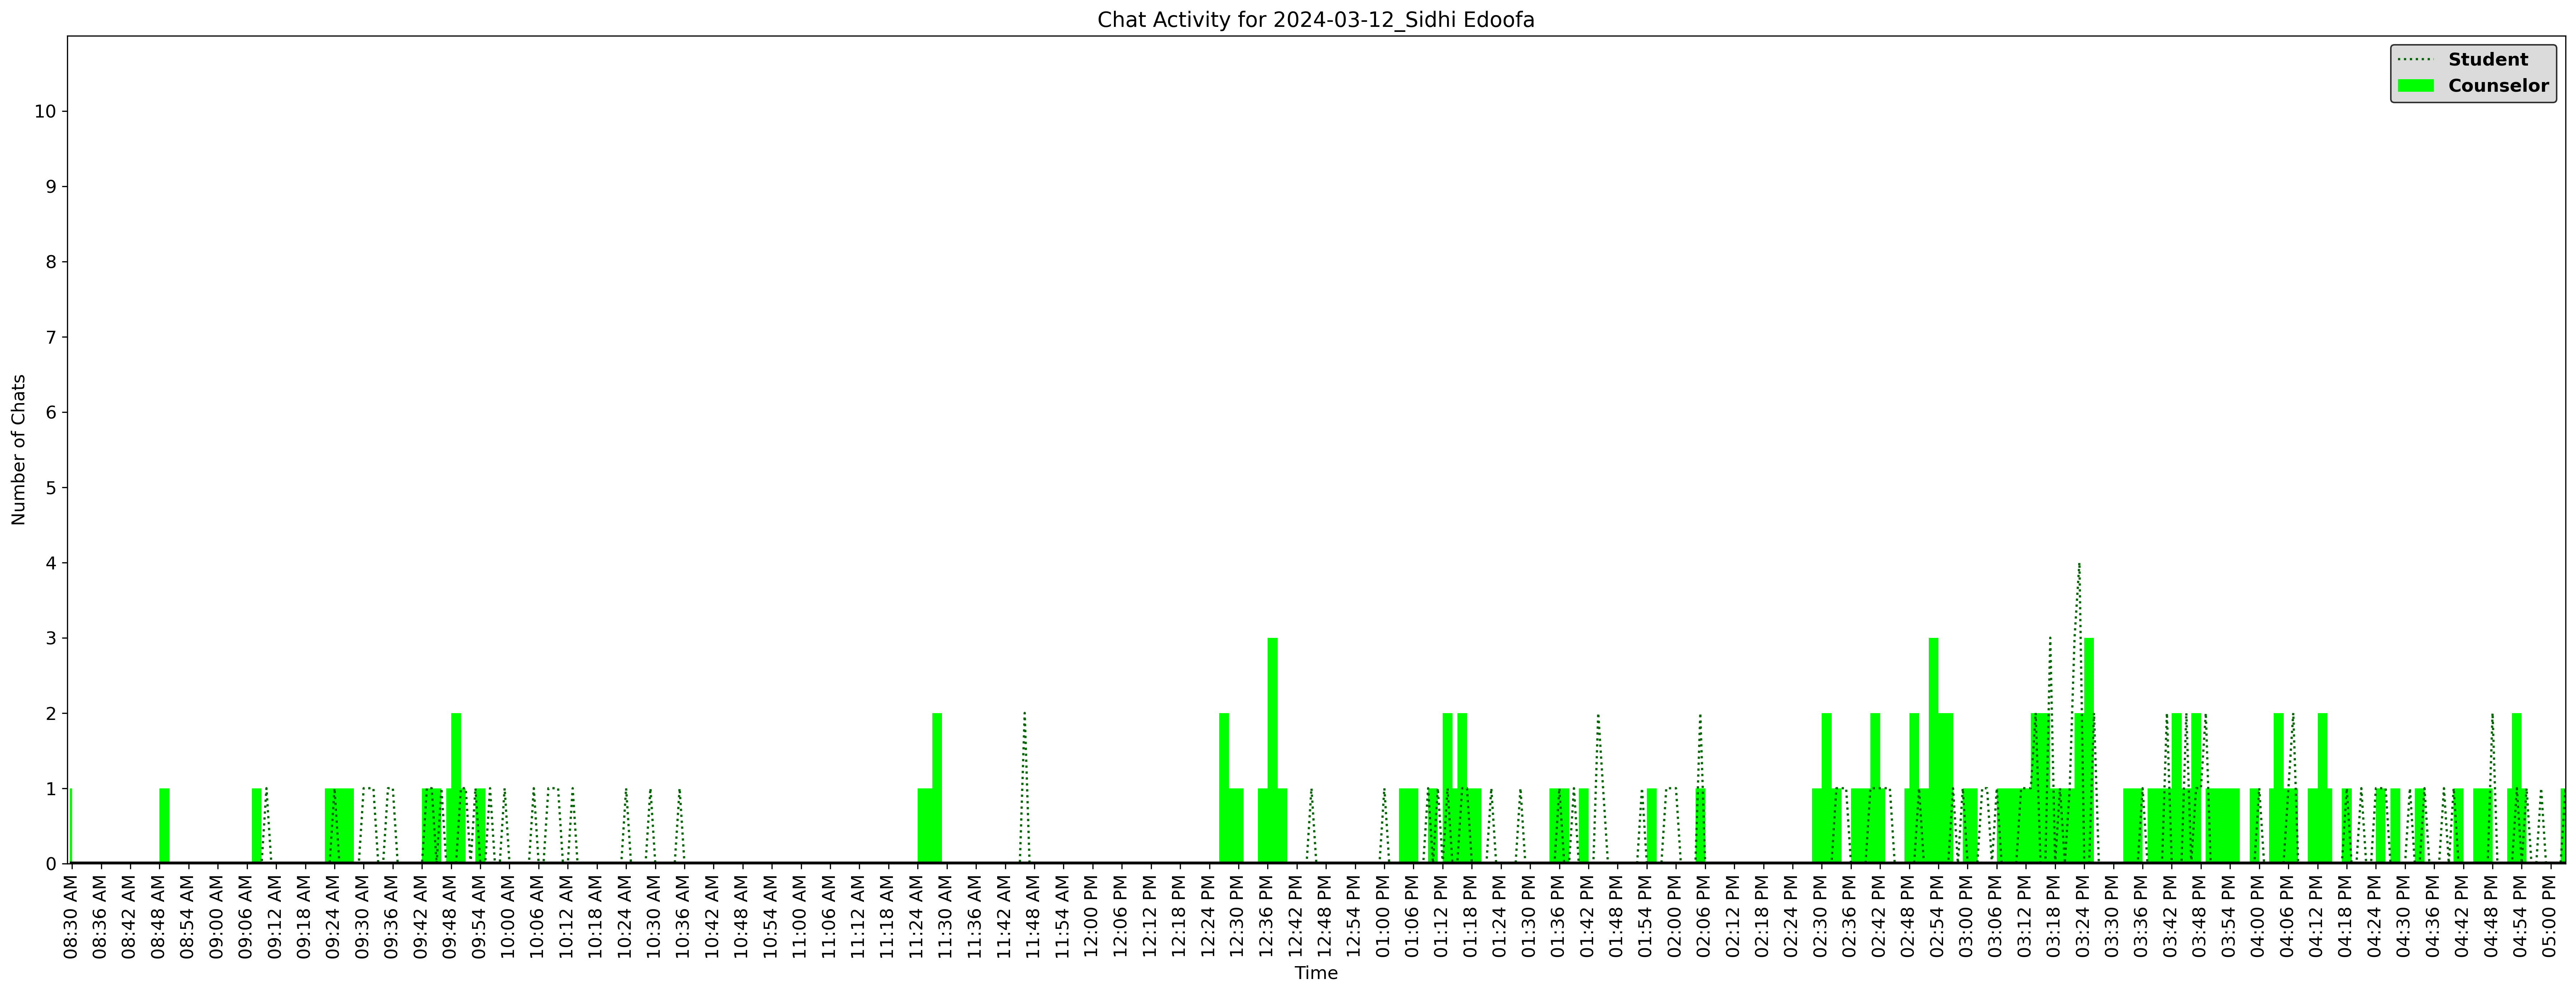 Chat Activity for 2024-03-12_Sidhi Edoofa
Student
Counselor
Number of Chats
10
9
8
7
6
5
4
3
2
1
0
08:30 AM
08:36 AM
08:42 AM
08:48 AM
08:54 AM
09:00 AM
09:06 AM
09:12 AM
09:18 AM
09:24 AM
09:30 AM
09:36 AM
09:42 AM
09:48 AM
09:54 AM
10:00 AM
10:06 AM
10:12 AM
10:18 AM
10:24 AM
10:30 AM
10:36 AM
10:42 AM
10:48 AM
10:54 AM
11:00 AM
11:06 AM
11:12 AM
11:18 AM
11:24 AM
11:30 AM
11:36 AM
11:42 AM
11:48 AM
11:54 AM
12:00 PM
12:06 PM
12:12 PM
12:18 PM
12:24 PM
12:30 PM
12:36 PM
12:42 PM
12:48 PM
12:54 PM
01:00 PM
01:06 PM
01:12 PM
01:18 PM
01:24 PM
01:30 PM
01:36 PM
01:42 PM
01:48 PM
01:54 PM
02:00 PM
02:06 PM
02:12 PM
02:18 PM
02:24 PM
02:30 PM
02:36 PM
02:42 PM
02:48 PM
02:54 PM
03:00 PM
03:06 PM
03:12 PM
03:18 PM
03:24 PM
03:30 PM
03:36 PM
03:42 PM
03:48 PM
03:54 PM
04:00 PM
04:06 PM
04:12 PM
04:18 PM
04:24 PM
04:30 PM
04:36 PM
04:42 PM
04:48 PM
04:54 PM
05:00 PM
Time